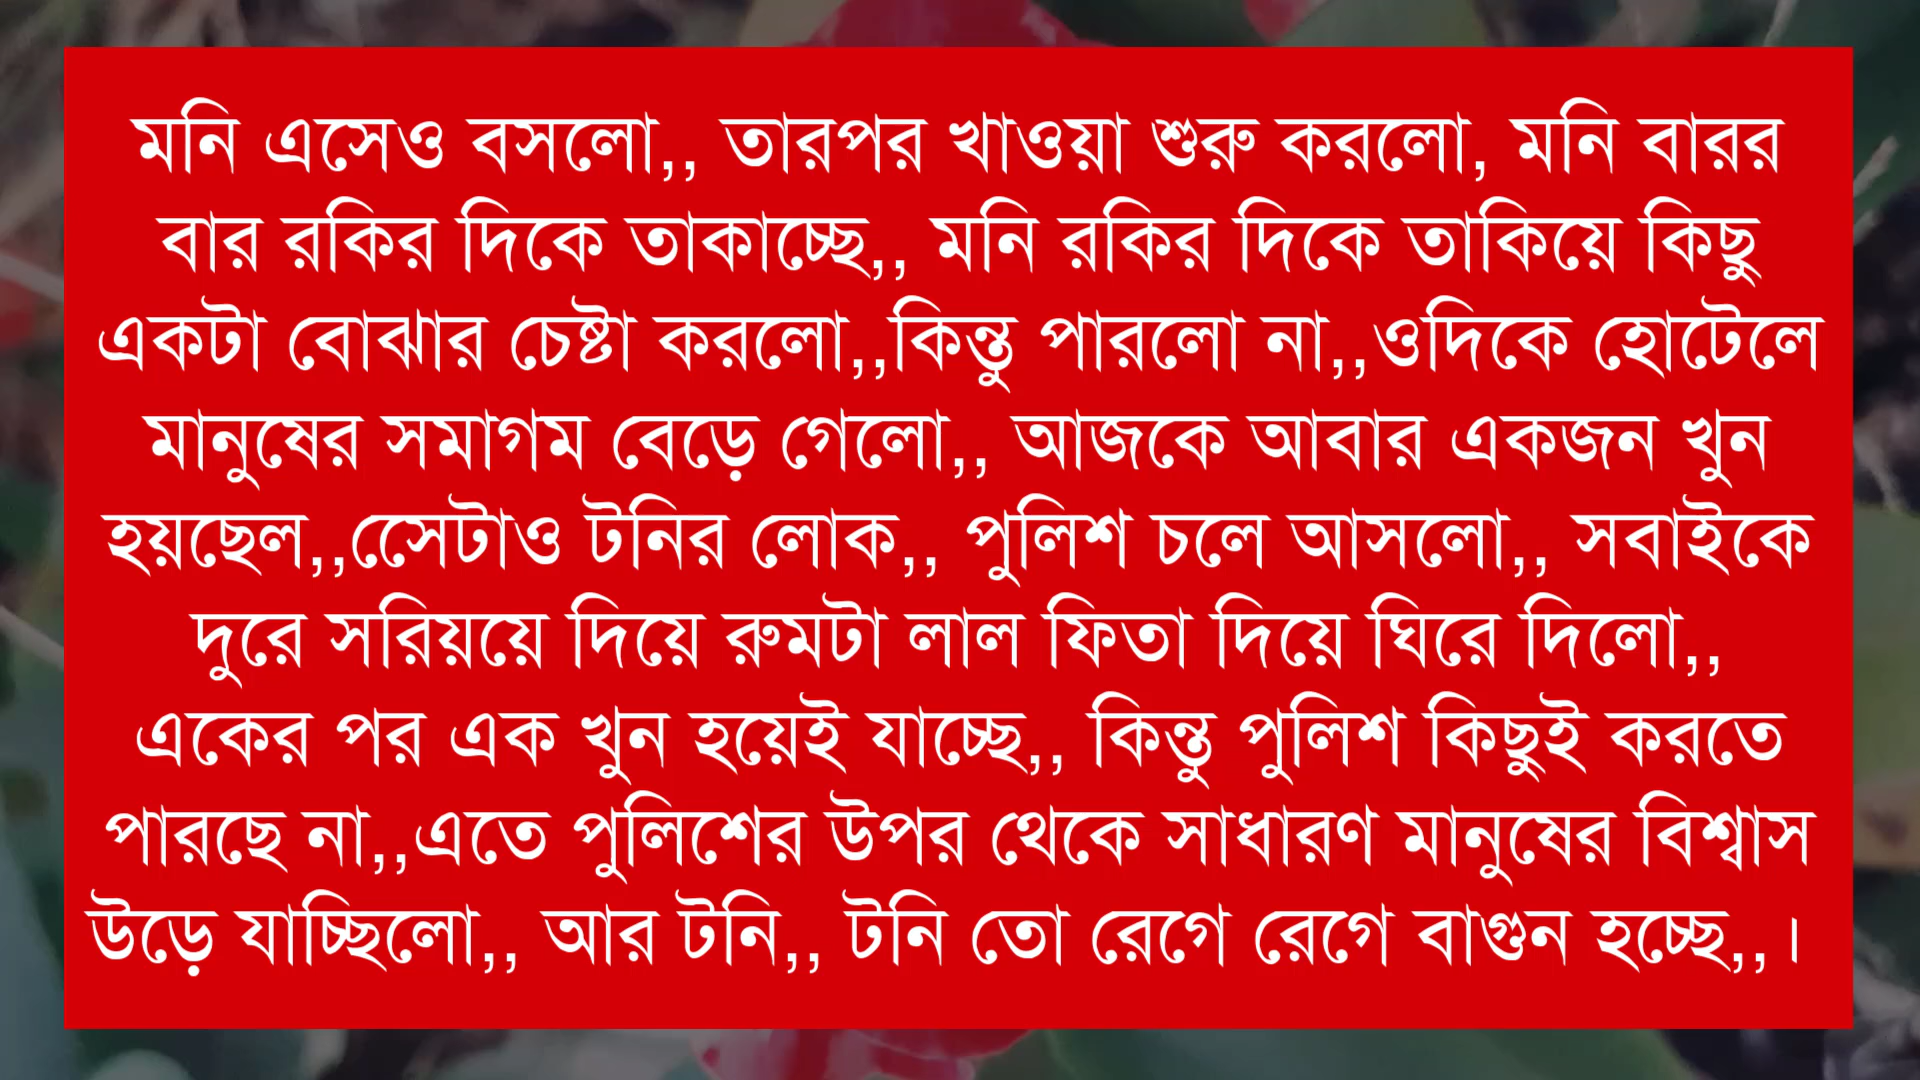 মনি এসেও বসলো,, তারপর খাওয়া শুরু করলো, মনি বারর
বার রকির দিকে তাকাচ্ছে,, মনি রকির দিকে তাকিয়ে কিছু
একটা বোঝার চেষ্টা করলো,,কিন্তু পারলো না,,ওদিকে হোটেলে
মানুষের সমাগম বেড়ে গেলো,, আজকে আবার একজন খুন
হয়ছেল,,সেেটাও টনির লোক,, পুলিশ চলে আসলো,, সবাইকে
দুরে সরিয়য়ে দিয়ে রুমটা লাল ফিতা দিয়ে ঘিরে দিলো,,
একের পর এক খুন হয়েই যাচ্ছে,, কিন্তু পুলিশ কিছুই করতে
পারছে না,,এতে পুলিশের উপর থেকে সাধারণ মানুষের বিশ্বাস
উড়ে যাচ্ছিলো,, আর টনি,, টনি তো রেগে রেগে বাগুন হচ্ছে,,।